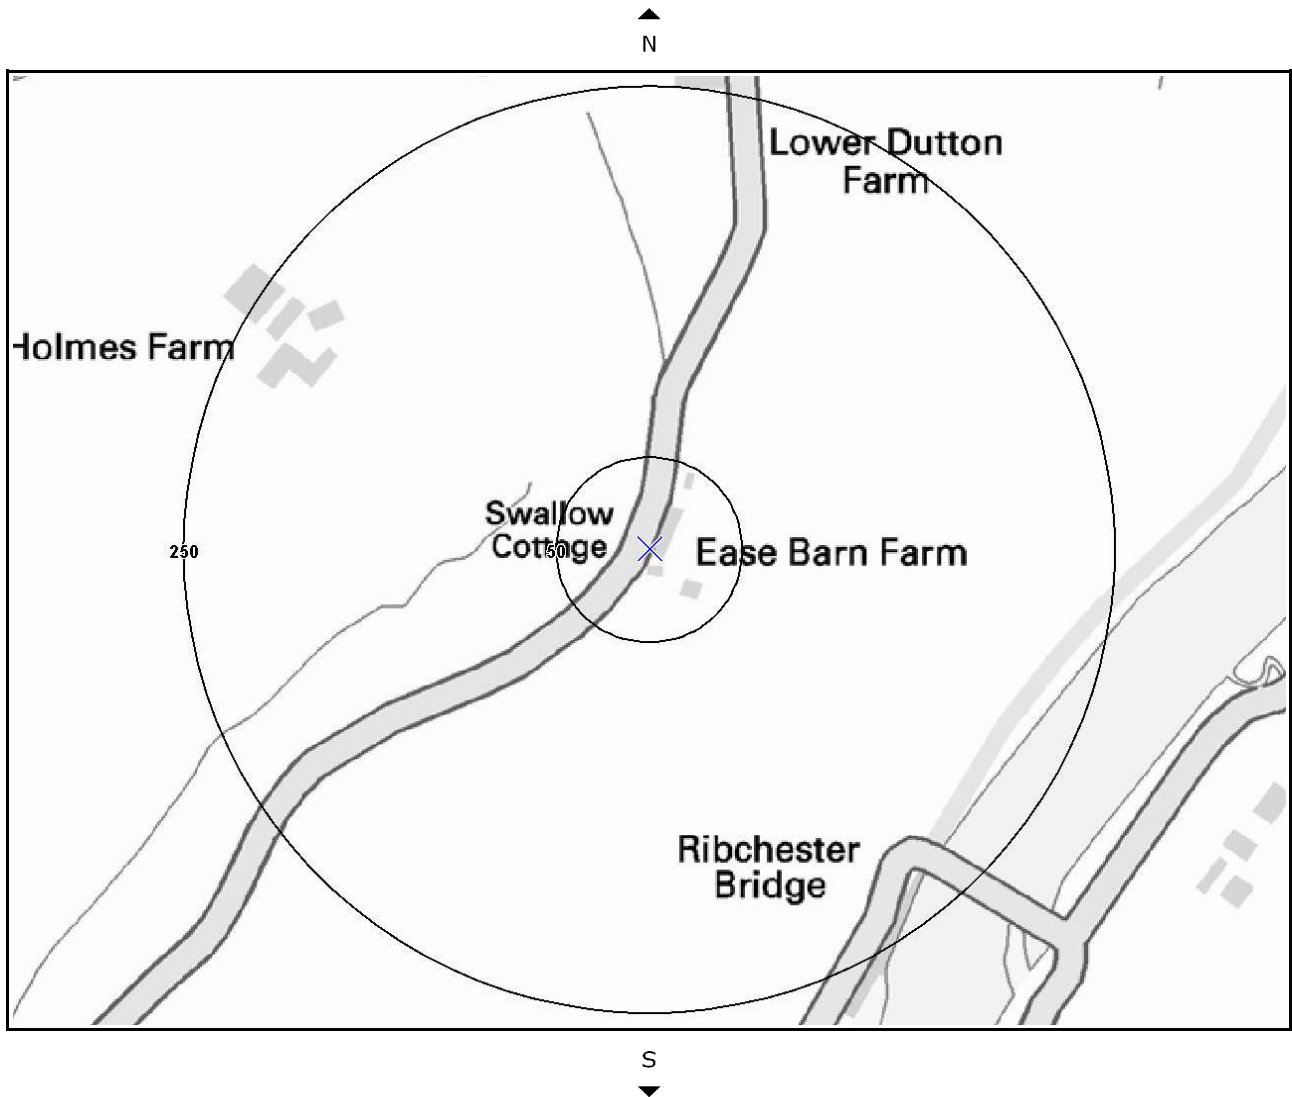 N
Lower Dutton
Farm
Holmes Farm
Swallow
Cottage
50
250
Ease Barn Farm
Ribchester
Bridge
S